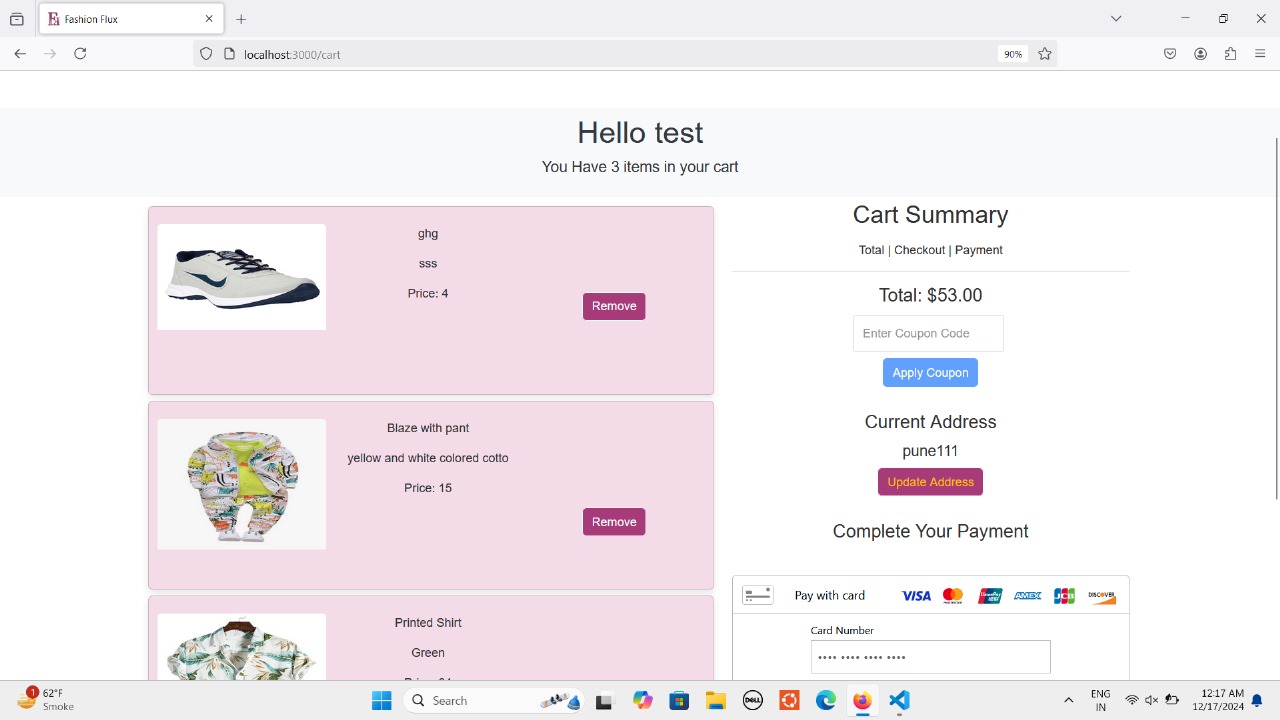 Fashion Flux
localhost:3000/cart
90%
Hello test
You Have 3 items in your cart
ghg
sss
Price: 4
Remove
Blaze with pant
yellow and white colored cotto
Price: 15
Remove
Printed Shirt
Green
Cart Summary
Total | Checkout | Payment
Total: $53.00
Enter Coupon Code
Apply Coupon
Current Address
pune111
Update Address
Complete Your Payment
Pay with card
VISA
AMEX
JCB
DISCOVER
Card Number
•••• •••• •••• ••••
1
62°F
Smoke
Search
DELL
ENG
IN
12:17 AM
12/17/2024